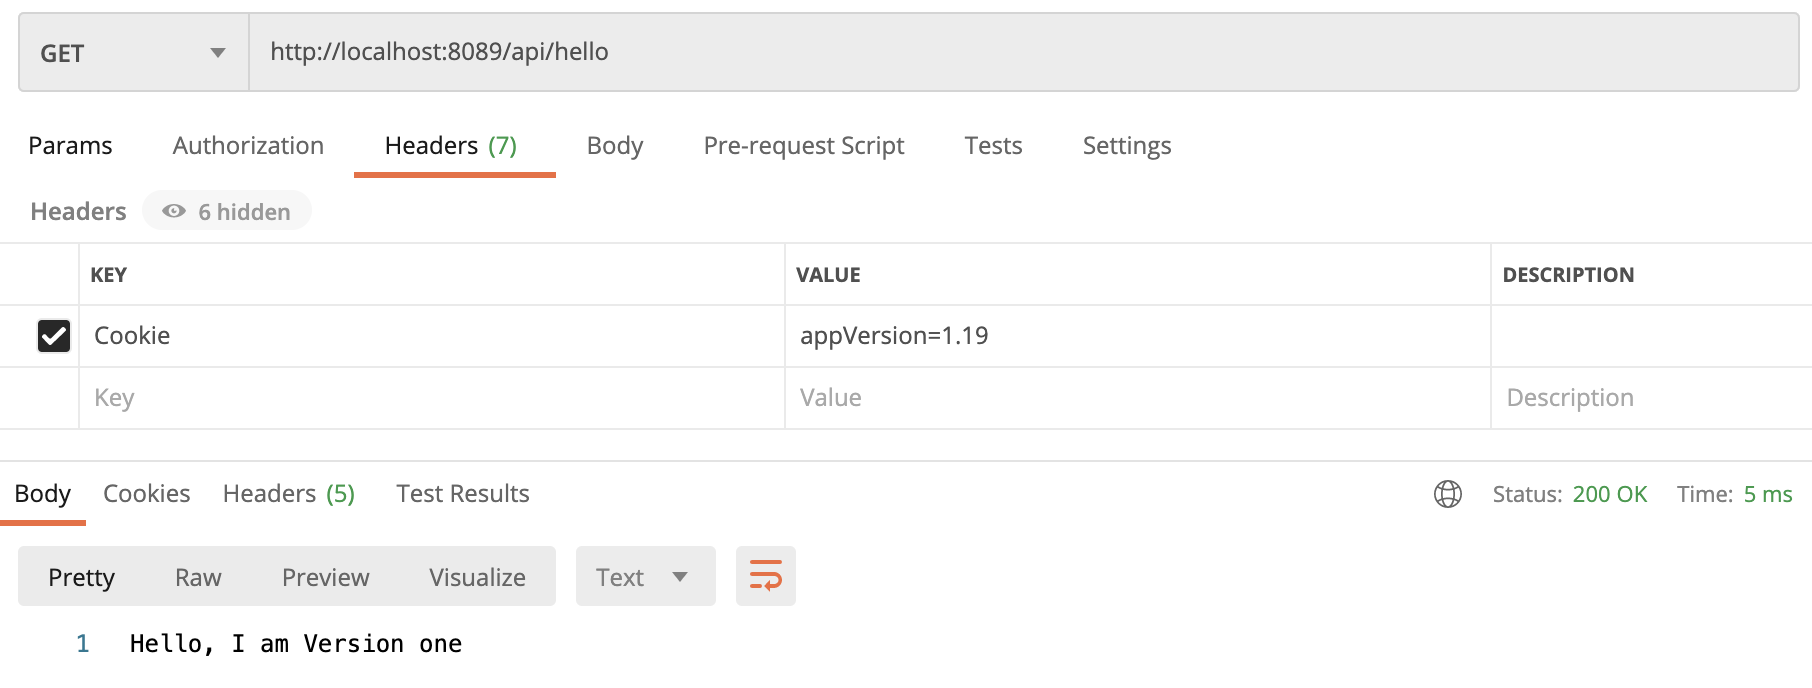 GET http://localhost:8089/api/hello
Params Authorization Headers (7) Body Pre-request Script Tests Settings
Headers 6 hidden
KEY VALUE DESCRIPTION
Cookie appVersion=1.19
Key Value Description
Body Cookies Headers (5) Test Results Status: 200 OK Time: 5 ms
Pretty Raw Preview Visualize Text
1 Hello, I am Version one